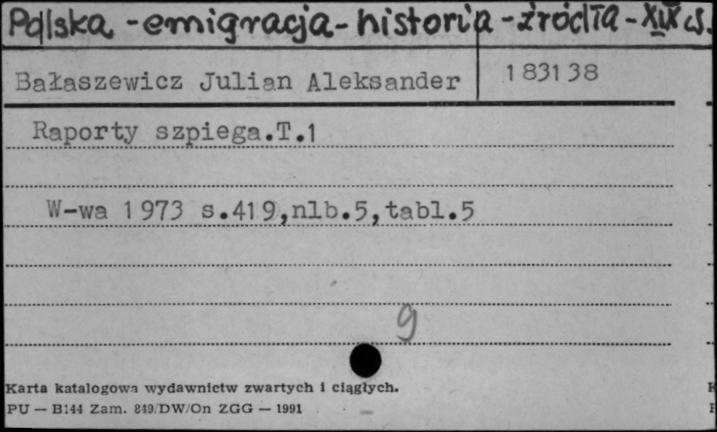 Polska - emigracja - historia - źródła - XIX w.
Bałaszewicz Julian Aleksander 183138
Raporty szpiega.T.1
W-wa 1973 s.419,nlb.5,tabl.5
9
Karta katalogowa wydawnictw zwartych i ciągłych.
PU — B144 Zam. 849/DW/On ZGG — 1991